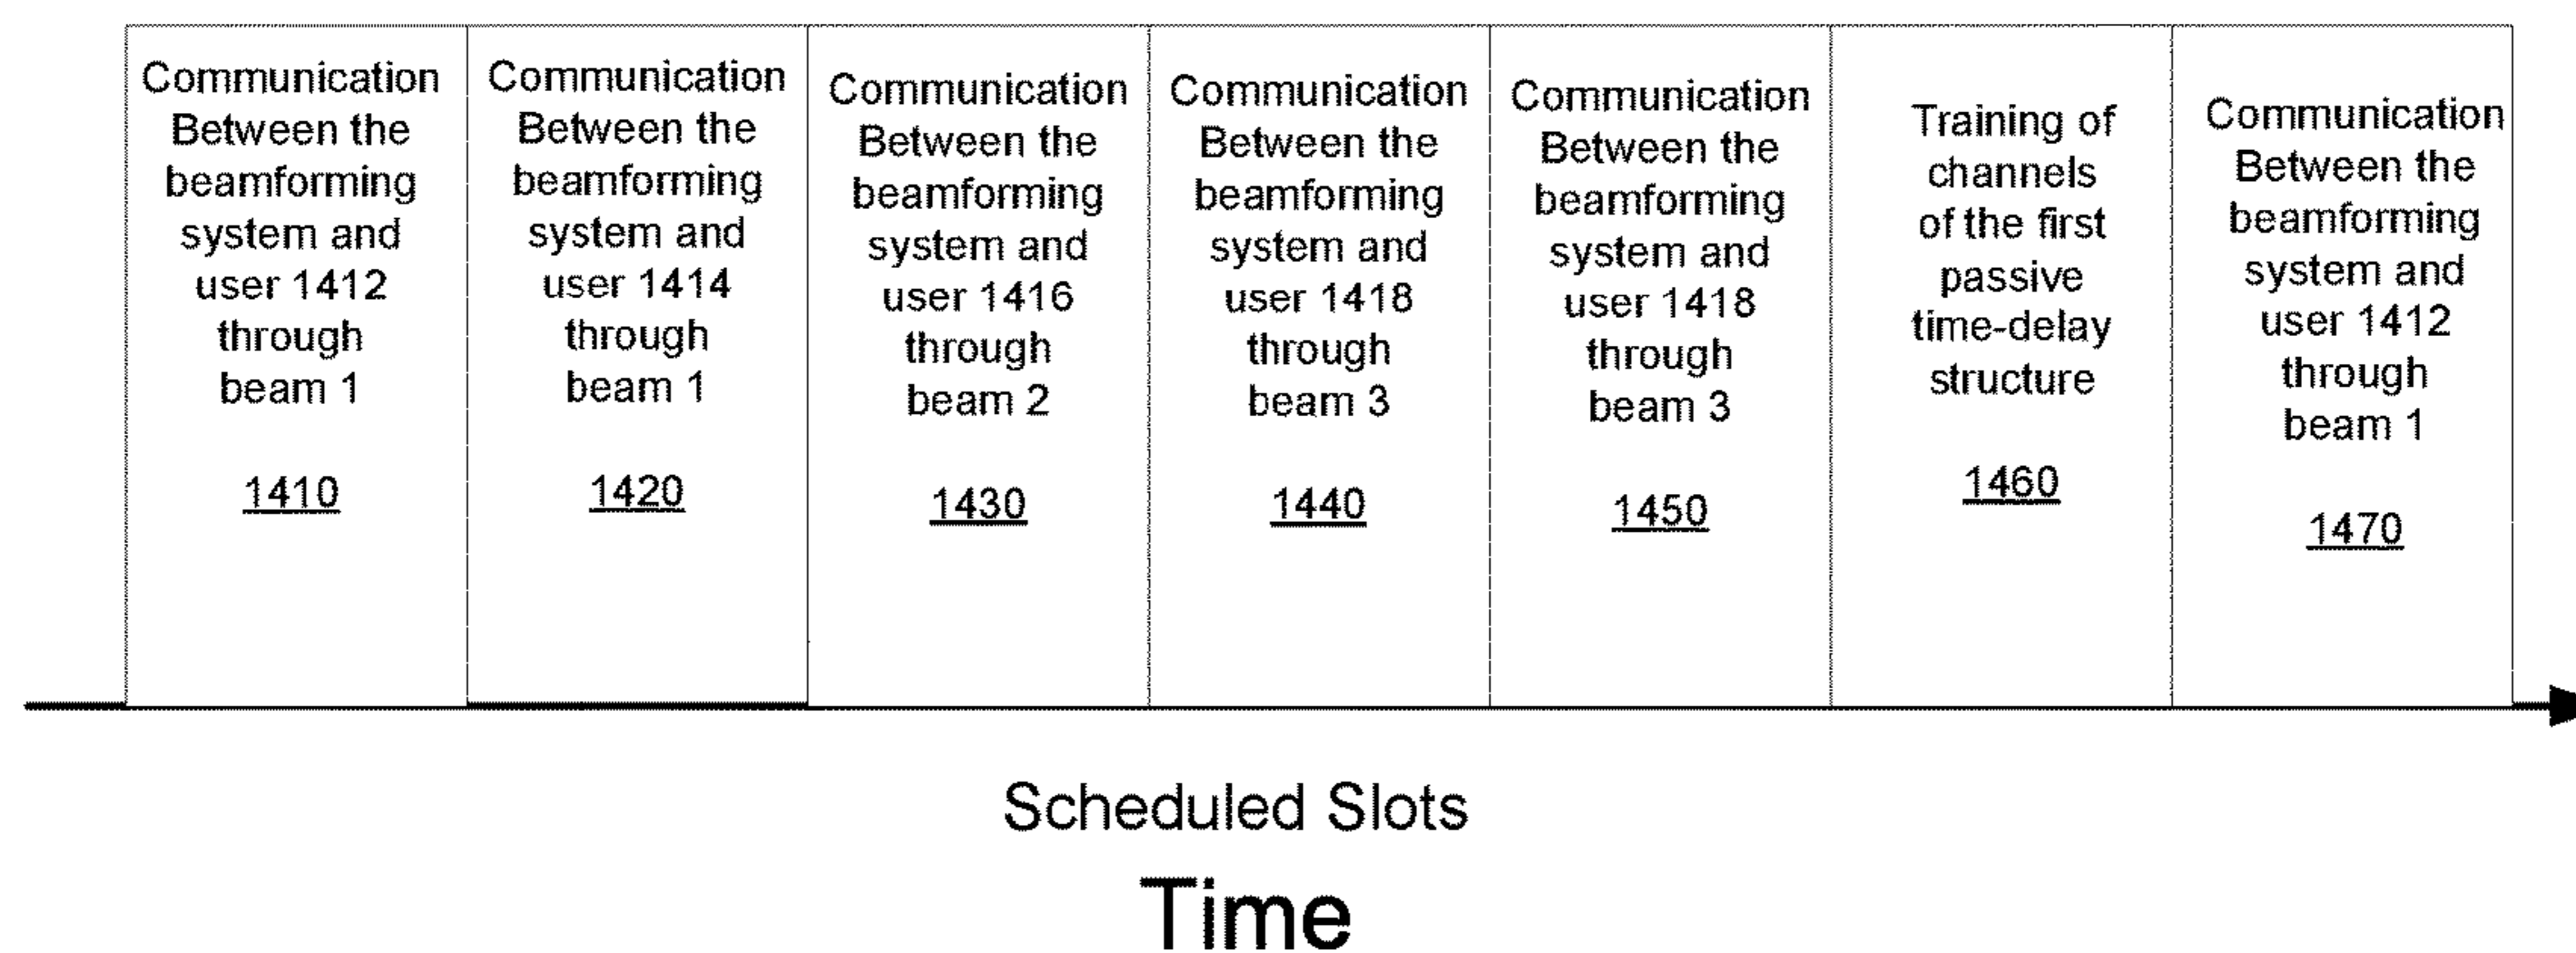 Communication
Between the
beamforming
system and
user 1412
through
beam 1
1410
Communication
Between the
beamforming
system and
user 1414
through
beam 1
1420
Communication
Between the
beamforming
system and
user 1416
through
beam 2
1430
Communication
Between the
beamforming
system and
user 1418
through
beam 3
1440
Communication
Between the
beamforming
system and
user 1418
through
beam 3
1450
Training of
channels
of the first
passive
time-delay
structure
1460
Communication
Between the
beamforming
system and
user 1412
through
beam 1
1470
Scheduled Slots
Time